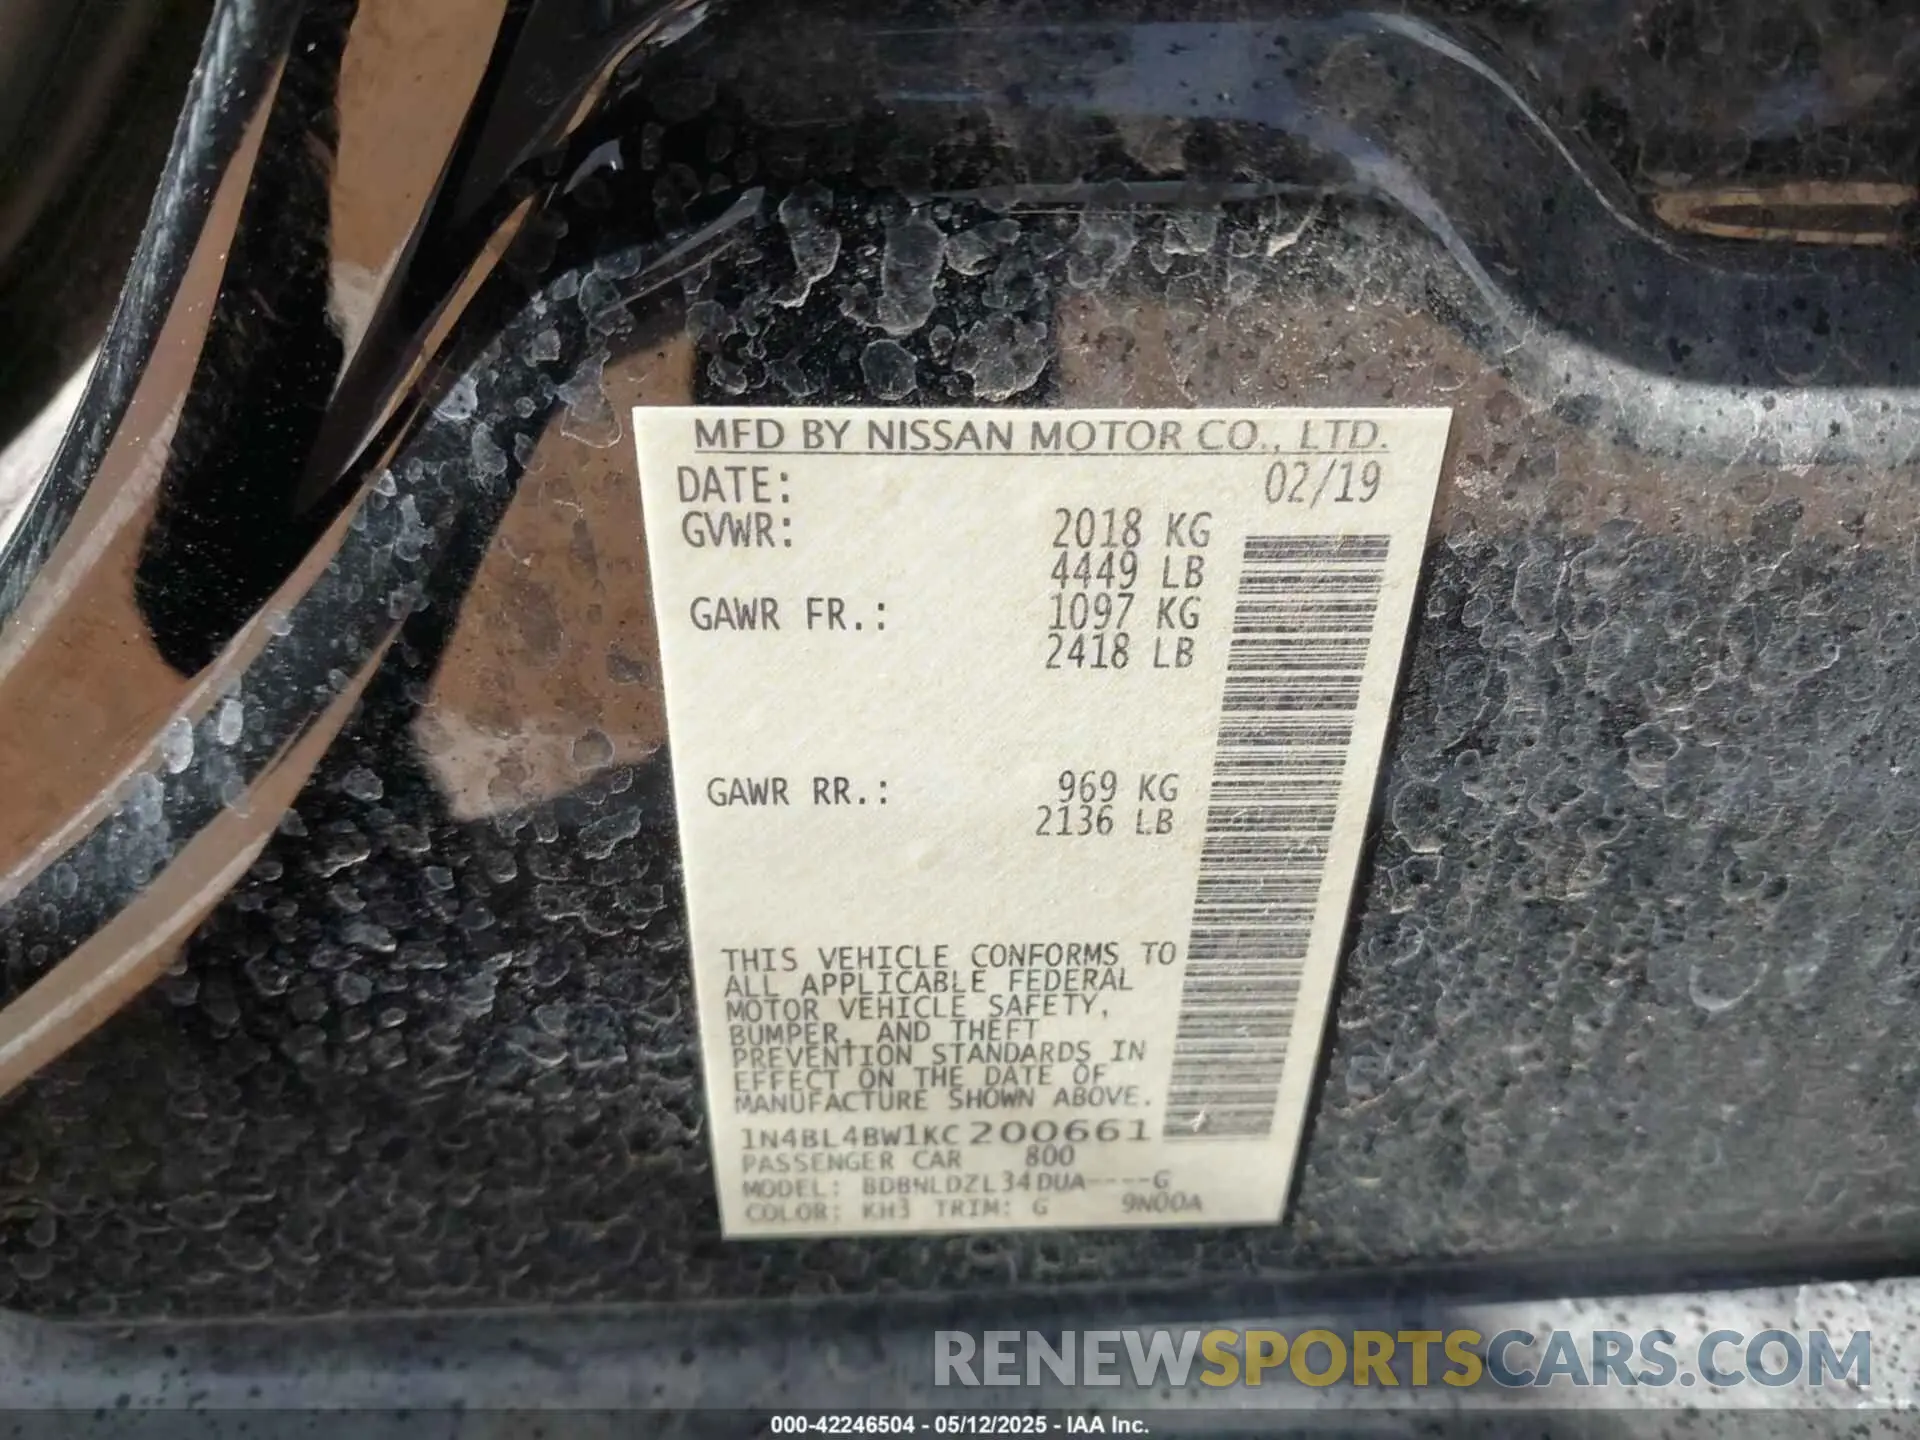 MFD BY NISSAN MOTOR CO., LTD.
DATE: 02/19
GVWR: 2018 KG
4449 LB
GAWR FR.: 1097 KG
2418 LB
GAWR RR.: 969 KG
2136 LB
THIS VEHICLE CONFORMS TO
ALL APPLICABLE FEDERAL
MOTOR VEHICLE SAFETY,
BUMPER, AND THEFT
PREVENTION STANDARDS IN
EFFECT ON THE DATE OF
MANUFACTURE SHOWN ABOVE.
1N4BL4BW1KC200661
PASSENGER CAR 800
MODEL: BDBNLDZL34DUA----G
COLOR: KH3 TRIM: G 9N00A
RENEWSPORTSCARS.COM
000-42246504 - 05/12/2025 - IAA Inc.